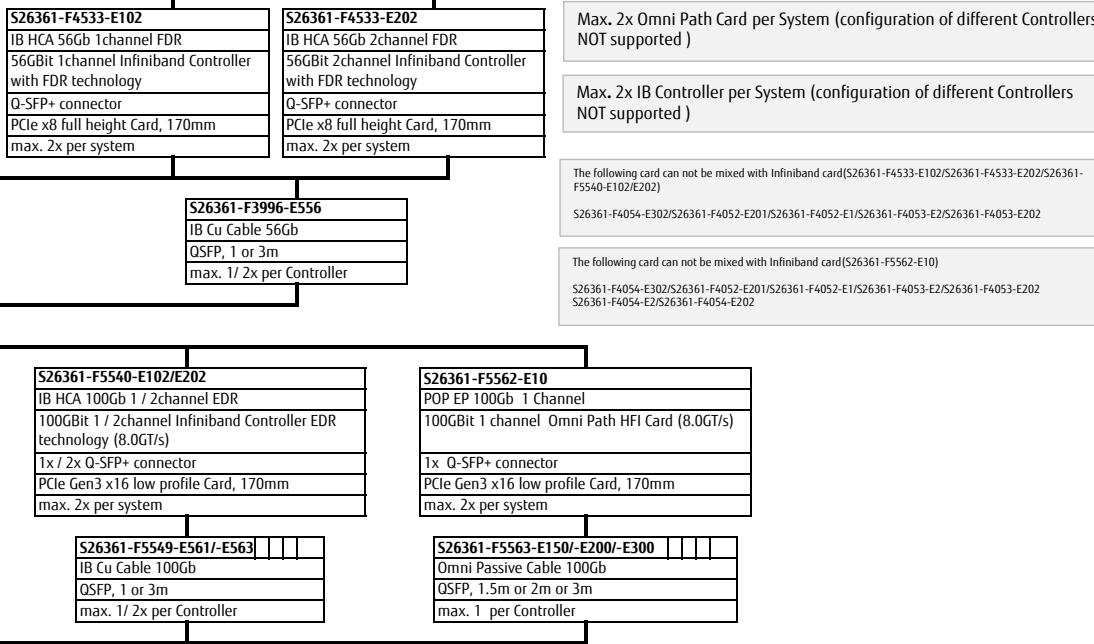 S26361-F4533-E102
IB HCA 56Gb 1channel FDR
56GBit 1channel Infiniband Controller
with FDR technology
Q-SFP+ connector
PCIe x8 full height Card, 170mm
max. 2x per system
S26361-F4533-E202
IB HCA 56Gb 2channel FDR
56GBit 2channel Infiniband Controller
with FDR technology
Q-SFP+ connector
PCIe x8 full height Card, 170mm
max. 2x per system
Max. 2x Omni Path Card per System (configuration of different Controllers
NOT supported )
Max. 2x IB Controller per System (configuration of different Controllers
NOT supported )
The following card can not be mixed with Infiniband card(S26361-F4533-E102/S26361-F4533-E202/S26361-
F5540-E102/E202)
S26361-F4054-E302/S26361-F4052-E201/S26361-F4052-E1/S26361-F4053-E2/S26361-F4053-E202
The following card can not be mixed with Infiniband card(S26361-F5562-E10)
S26361-F4054-E302/S26361-F4052-E201/S26361-F4052-E1/S26361-F4053-E2/S26361-F4053-E202
S26361-F4054-E2/S26361-F4054-E202
S26361-F3996-E556
IB Cu Cable 56Gb
QSFP, 1 or 3m
max. 1/ 2x per Controller
S26361-F5540-E102/E202
IB HCA 100Gb 1 / 2channel EDR
100GBit 1 / 2channel Infiniband Controller EDR
technology (8.0GT/s)
1x / 2x Q-SFP+ connector
PCIe Gen3 x16 low profile Card, 170mm
max. 2x per system
S26361-F5562-E10
POP EP 100Gb 1 Channel
100GBit 1 channel Omni Path HFI Card (8.0GT/s)
1x Q-SFP+ connector
PCIe Gen3 x16 low profile Card, 170mm
max. 2x per system
S26361-F5549-E561/-E563
IB Cu Cable 100Gb
QSFP, 1 or 3m
max. 1/ 2x per Controller
S26361-F5563-E150/-E200/-E300
Omni Passive Cable 100Gb
QSFP, 1.5m or 2m or 3m
max. 1 per Controller